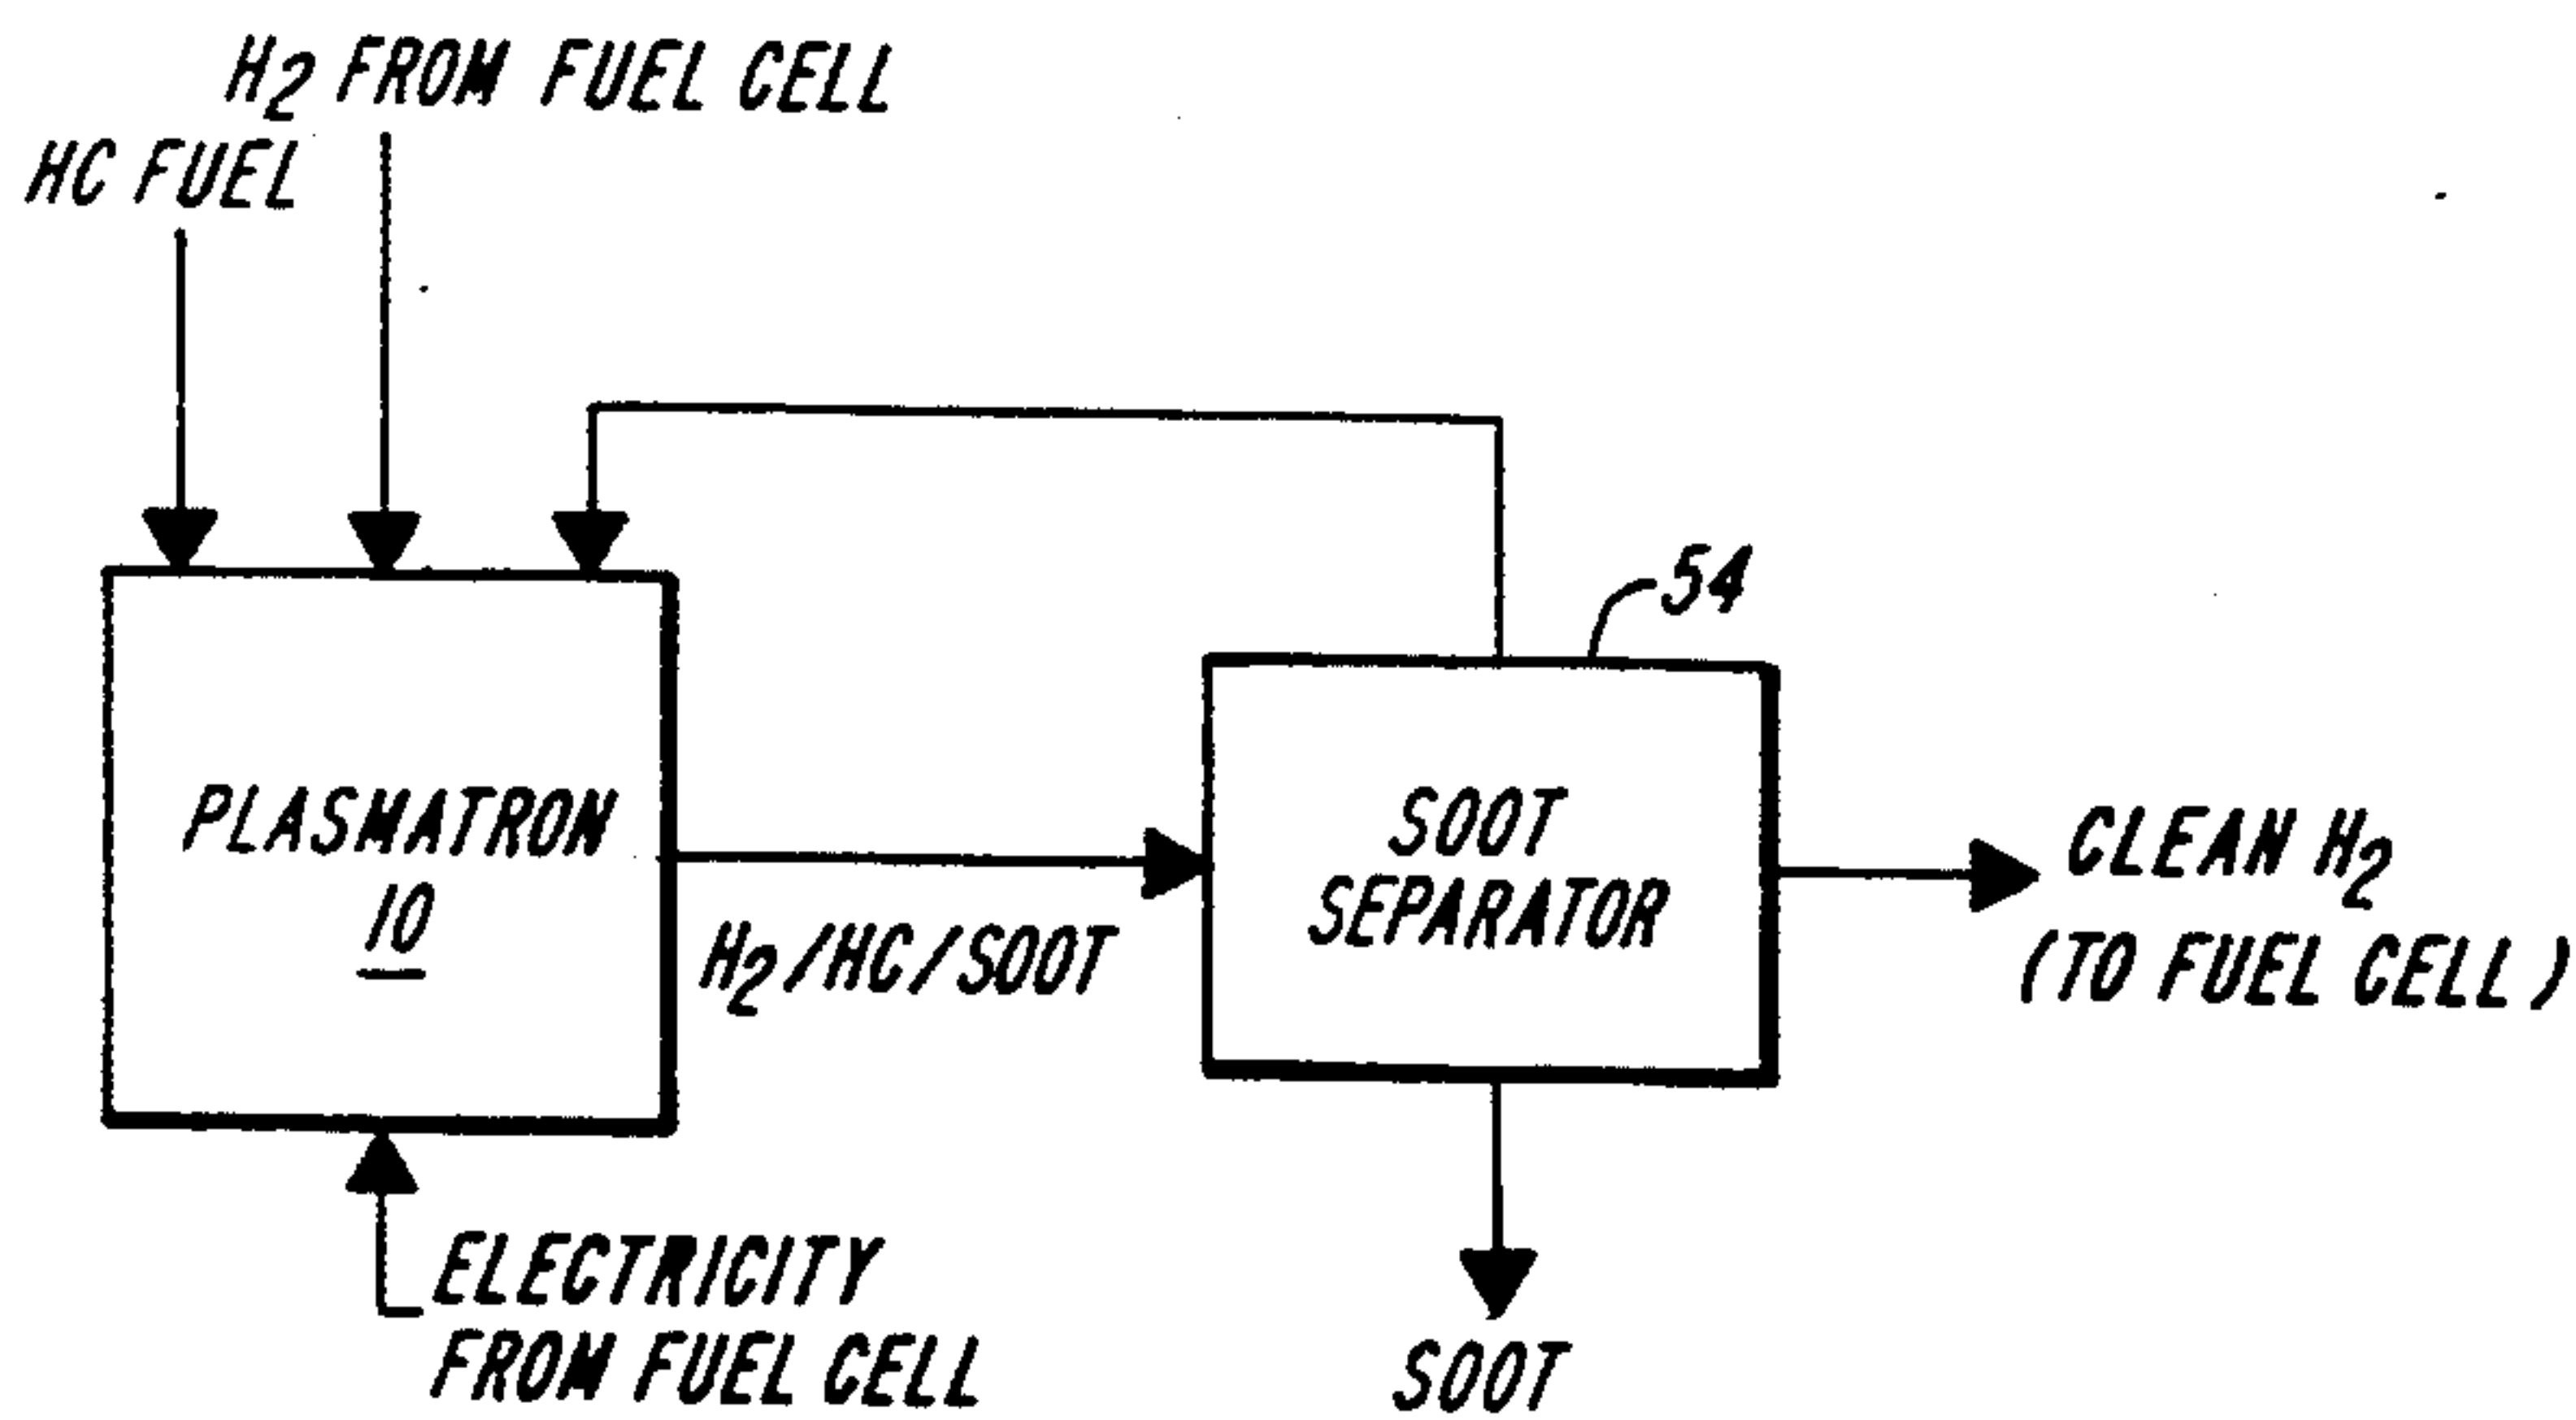 H2 FROM FUEL CELL
HC FUEL
54
PLASMATRON
10
SOOT
SEPARATOR
CLEAN H2
(TO FUEL CELL)
H2/HC/SOOT
ELECTRICITY
FROM FUEL CELL
SOOT